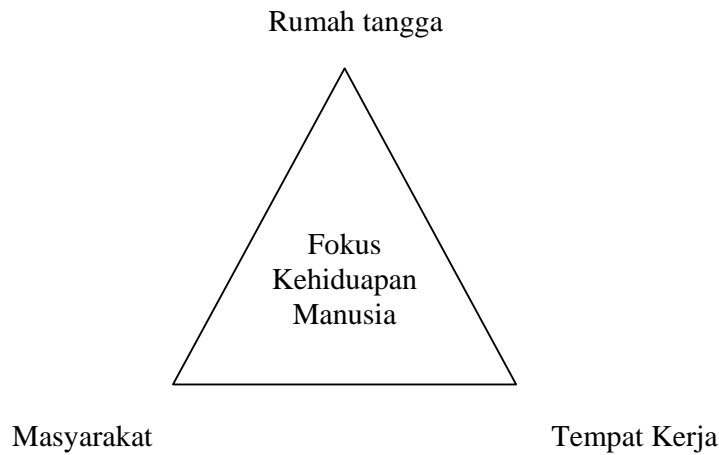 Rumah tangga
Fokus
Kehiduapan
Manusia
Masyarakat
Tempat Kerja